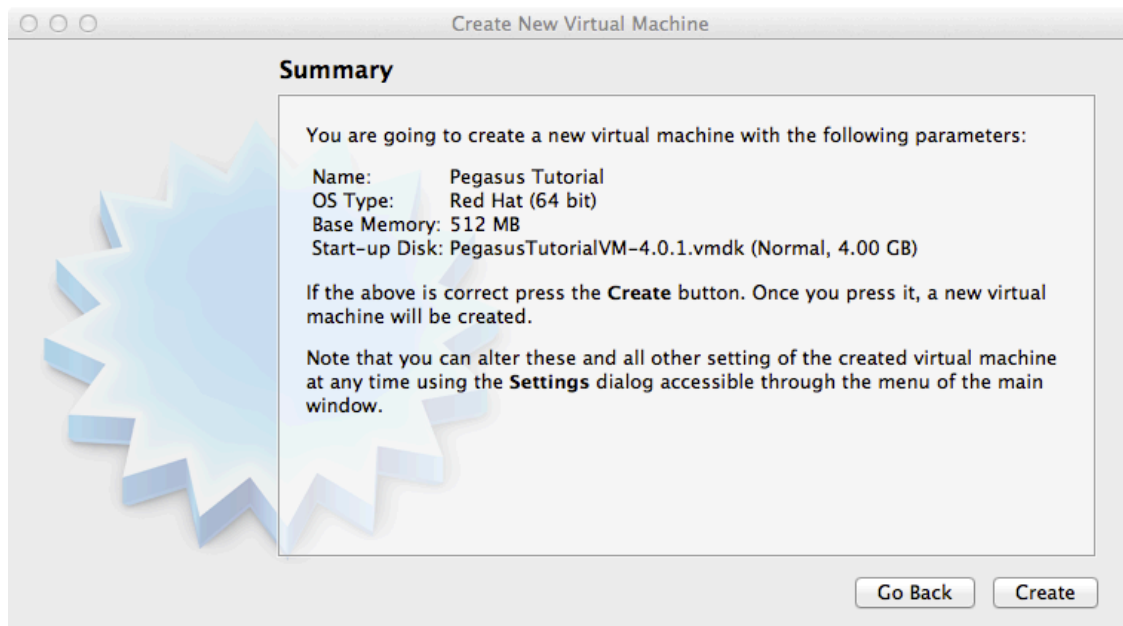 Create New Virtual Machine
Summary
You are going to create a new virtual machine with the following parameters:
Name: Pegasus Tutorial
OS Type: Red Hat (64 bit)
Base Memory: 512 MB
Start-up Disk: PegasusTutorialVM-4.0.1.vmdk (Normal, 4.00 GB)
If the above is correct press the Create button. Once you press it, a new virtual
machine will be created.
Note that you can alter these and all other setting of the created virtual machine
at any time using the Settings dialog accessible through the menu of the main
window.
Go Back Create